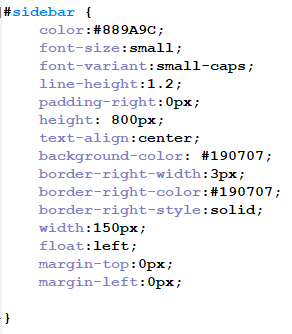 #sidebar {
color:#889A9C;
font-size:small;
font-variant:small-caps;
line-height:1.2;
padding-right:0px;
height: 800px;
text-align:center;
background-color: #190707;
border-right-width:3px;
border-right-color:#190707;
border-right-style:solid;
width:150px;
float:left;
margin-top:0px;
margin-left:0px;
}